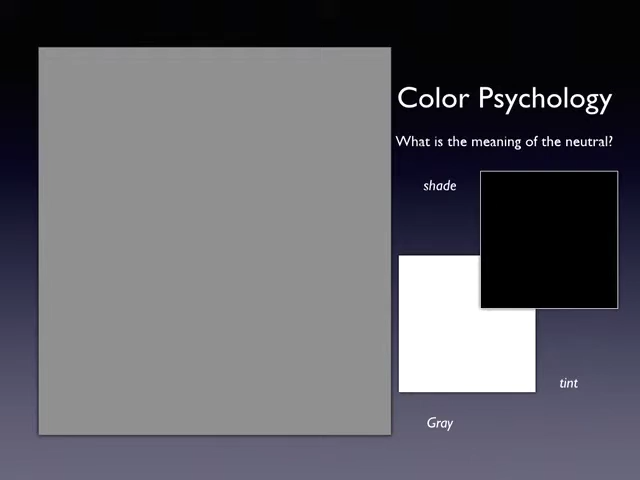 Color Psychology
What is the meaning of the neutral?
shade
tint
Gray